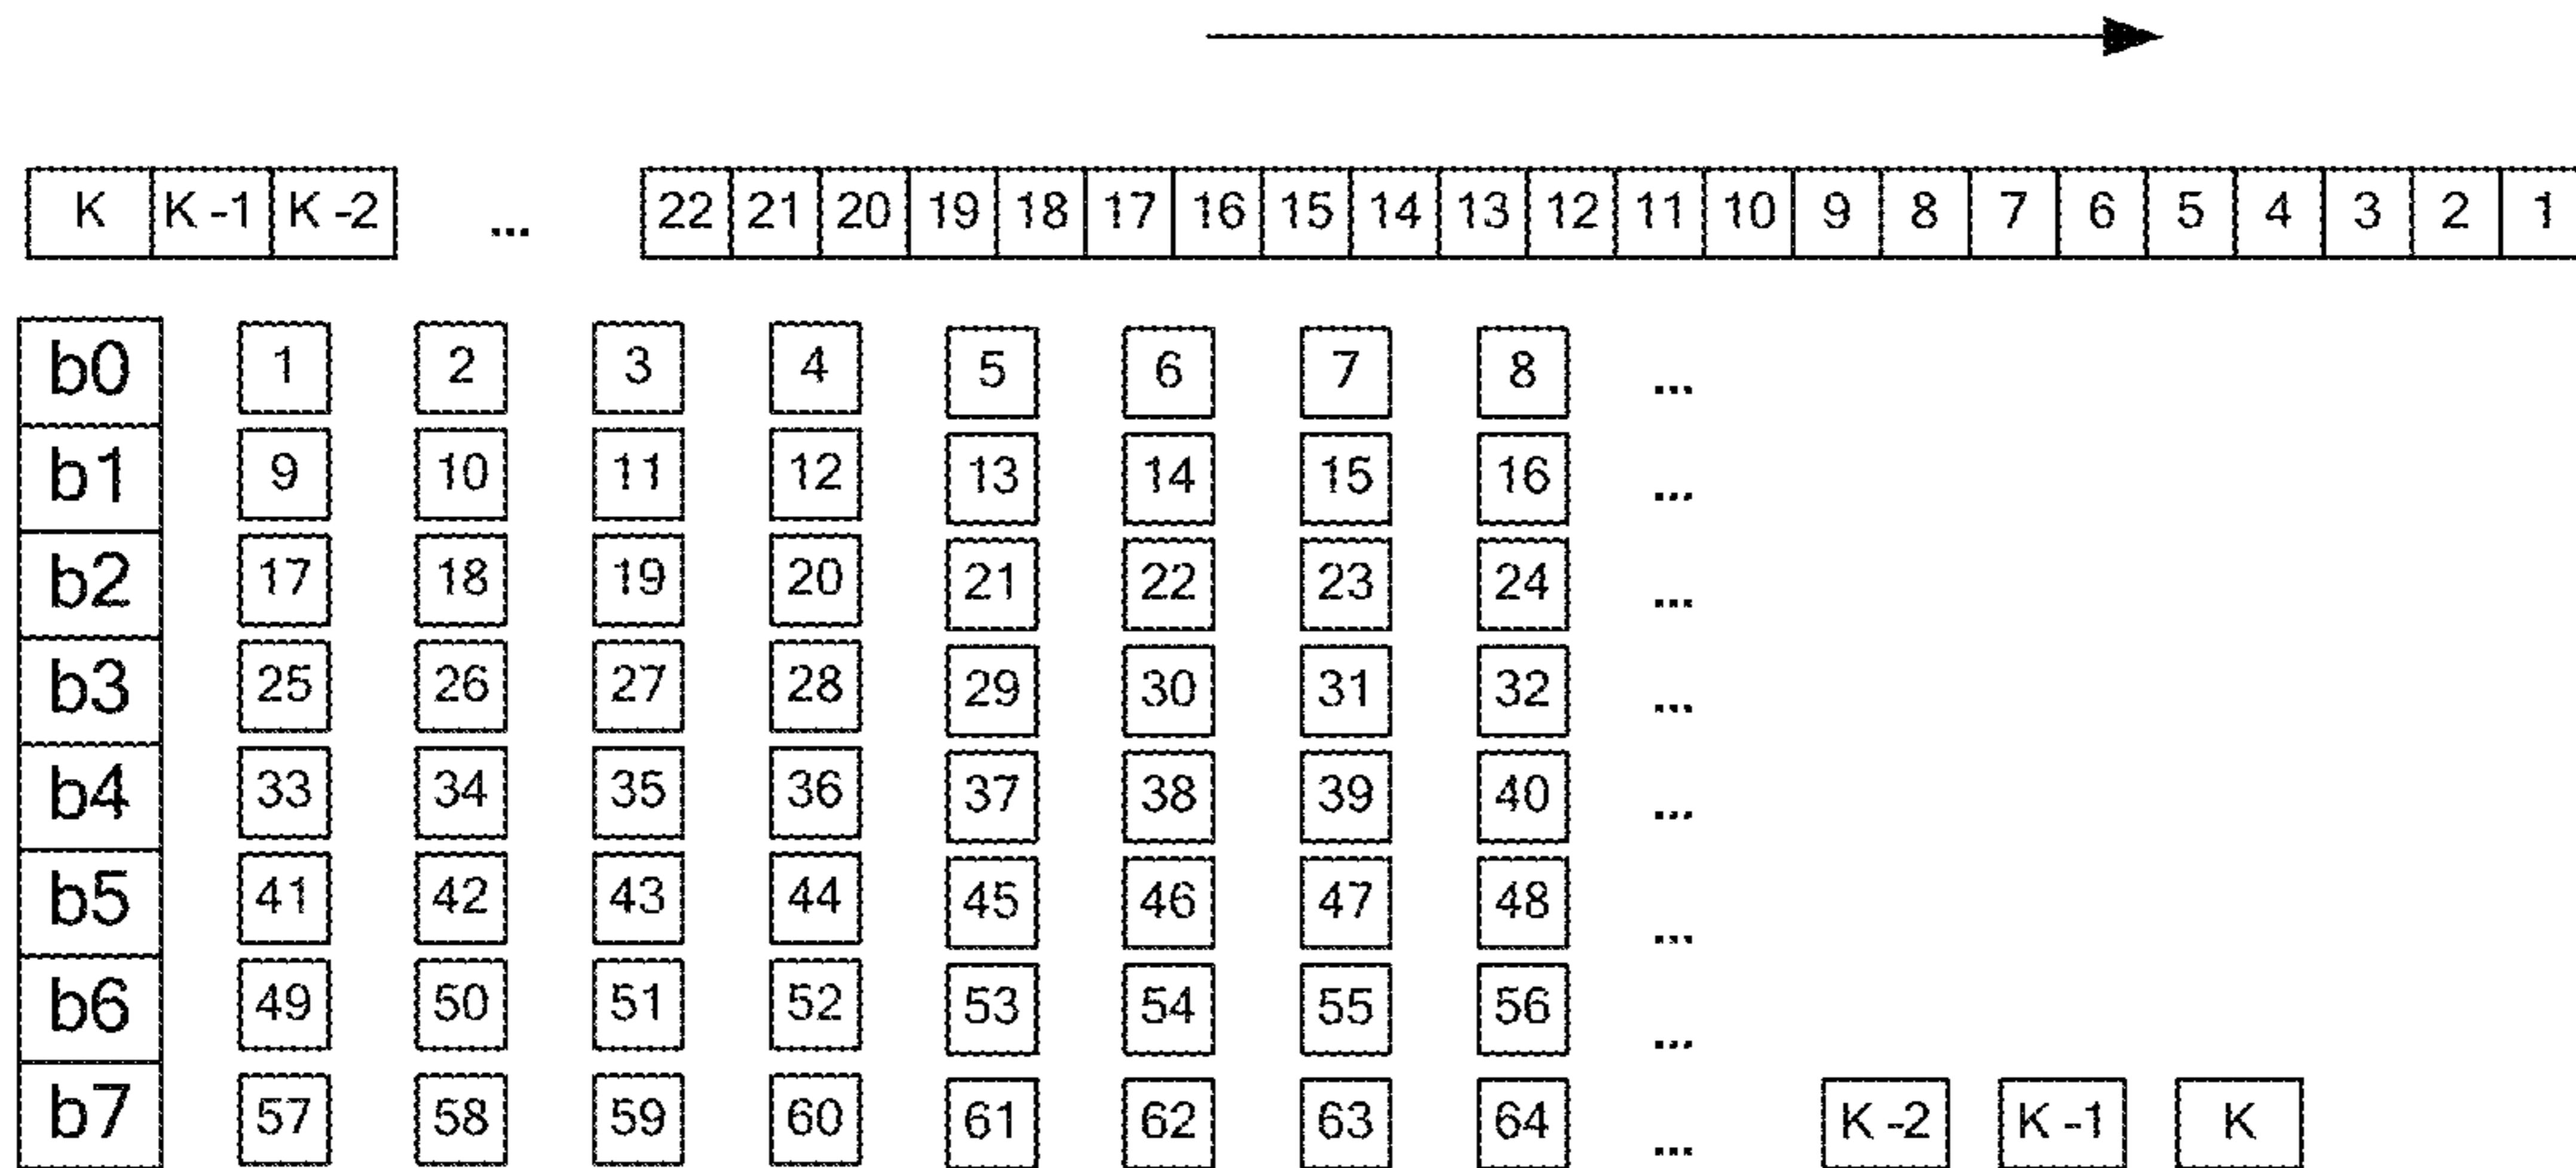 K K-1 K-2 ... 22 21 20 19 18 17 16 15 14 13 12 11 10 9 8 7 6 5 4 3 2 1
b0 1 2 3 4 5 6 7 8 ...
b1 9 10 11 12 13 14 15 16 ...
b2 17 18 19 20 21 22 23 24 ...
b3 25 26 27 28 29 30 31 32 ...
b4 33 34 35 36 37 38 39 40 ...
b5 41 42 43 44 45 46 47 48 ...
b6 49 50 51 52 53 54 55 56 ...
b7 57 58 59 60 61 62 63 64 ... K-2 K-1 K